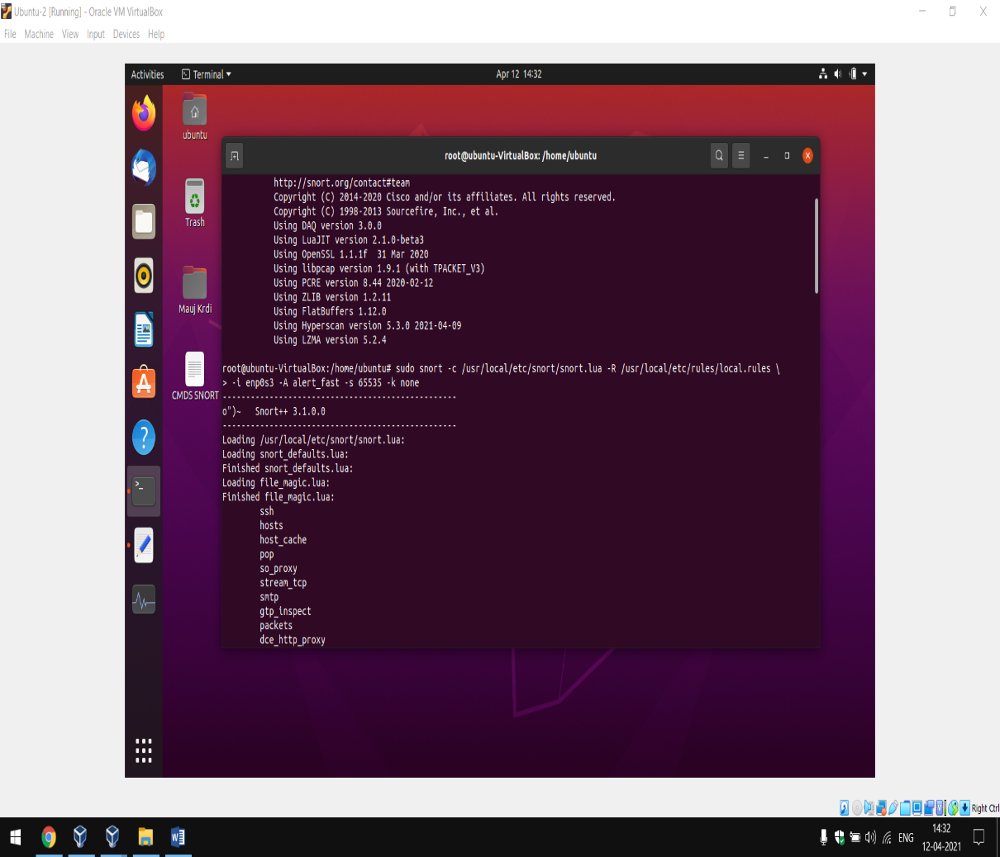 Ubuntu-2 [Running] - Oracle VM VirtualBox
File Machine View Input Devices Help
Activities Terminal Apr 12 14:32
ubuntu
Trash
Mauj Krdi
CMDS SNORT
root@ubuntu-VirtualBox: /home/ubuntu
http://snort.org/contact#team
Copyright (C) 2014-2020 Cisco and/or its affiliates. All rights reserved.
Copyright (C) 1998-2013 Sourcefire, Inc., et al.
Using DAQ version 3.0.0
Using LuaJIT version 2.1.0-beta3
Using OpenSSL 1.1.1f  31 Mar 2020
Using libpcap version 1.9.1 (with TPACKET_V3)
Using PCRE version 8.44 2020-02-12
Using ZLIB version 1.2.11
Using FlatBuffers 1.12.0
Using Hyperscan version 5.3.0 2021-04-09
Using LZMA version 5.2.4
root@ubuntu-VirtualBox:/home/ubuntu# sudo snort -c /usr/local/etc/snort/snort.lua -R /usr/local/etc/rules/local.rules \
> -i enp0s3 -A alert_fast -s 65535 -k none
--------------------------------------------------
o")~   Snort++ 3.1.0.0
--------------------------------------------------
Loading /usr/local/etc/snort/snort.lua:
Loading snort_defaults.lua:
Finished snort_defaults.lua:
Loading file_magic.lua:
Finished file_magic.lua:
ssh
hosts
host_cache
pop
so_proxy
stream_tcp
smtp
gtp_inspect
packets
dce_http_proxy
Right Ctrl
ENG
14:32
12-04-2021